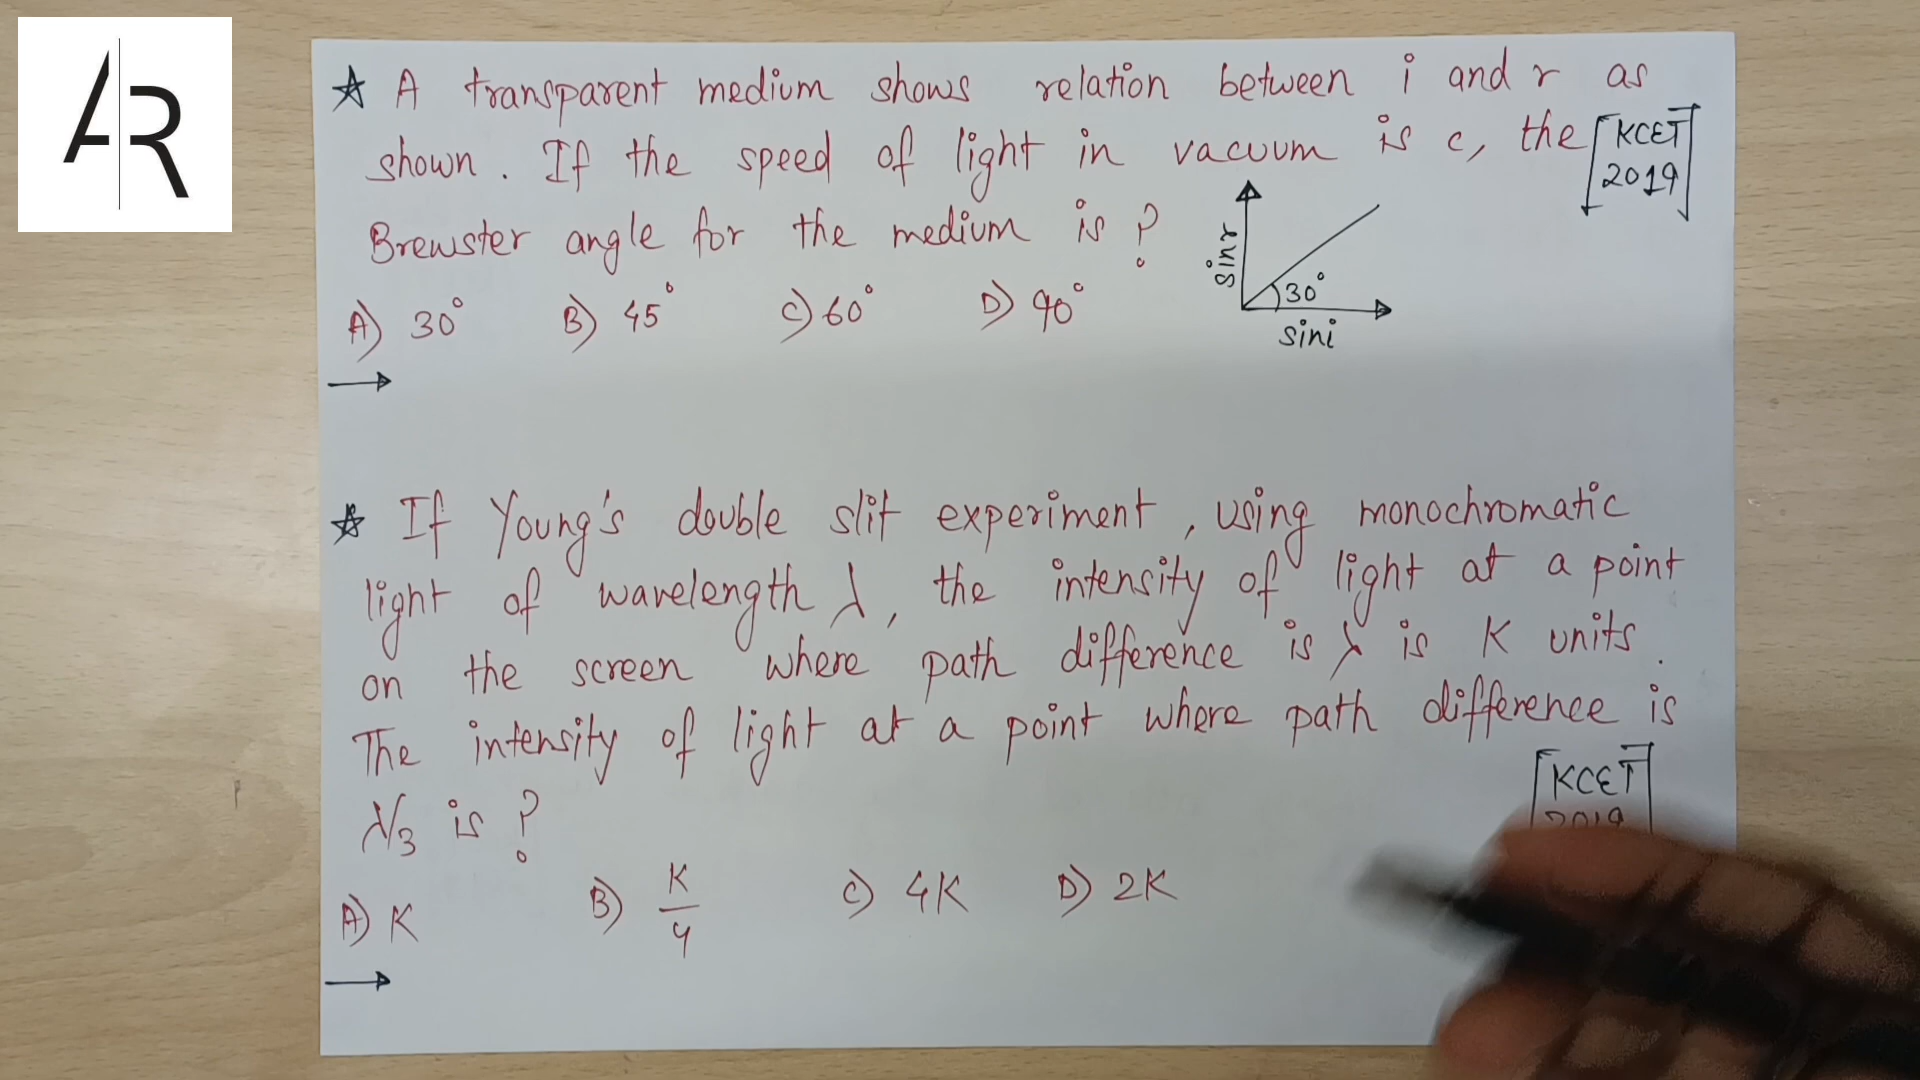 AR
☆ A transparent medium shows relation between i and r as
shown. If the speed of light in vacuum is c, the [KCET
2019]
Brewster angle for the medium is ?
A) 30° B) 45° C) 60° D) 90°
sin r
30°
sin i
→
☆ If Young's double slit experiment, using monochromatic
light of wavelength λ, the intensity of light at a point
on the screen where path difference is λ is K units.
The intensity of light at a point where path difference is
λ/3 is ?
[KCET
2019
A) K B) K/4 C) 4K D) 2K
→